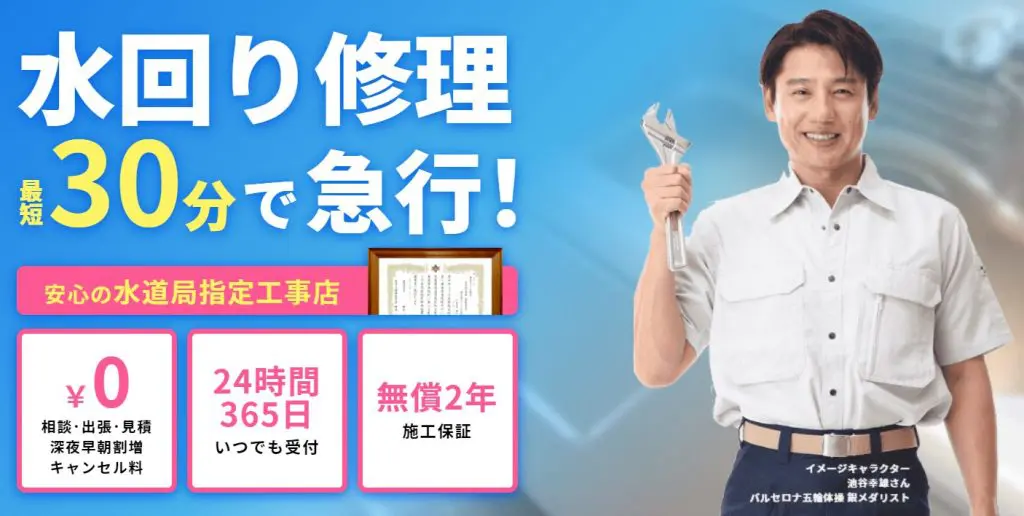 水回り修理
最短30分で急行!
安心の水道局指定工事店
¥0
相談・出張・見積
深夜早朝割増
キャンセル料
24時間
365日
いつでも受付
無償2年
施工保証
イメージキャラクター
池谷幸雄さん
バルセロナ五輪体操 銀メダリスト